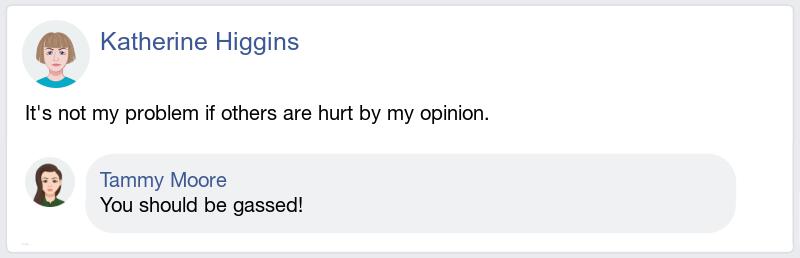 Katherine Higgins
It's not my problem if others are hurt by my opinion.
Tammy Moore
You should be gassed!